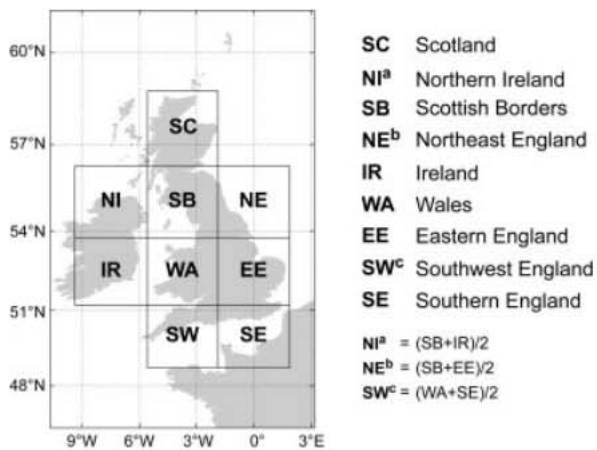 60°N
57°N
54°N
51°N
48°N
9°W 6°W 3°W 0° 3°E
SC
NI SB NE
IR WA EE
SW SE
SC Scotland
NIᵃ Northern Ireland
SB Scottish Borders
NEᵇ Northeast England
IR Ireland
WA Wales
EE Eastern England
SWᶜ Southwest England
SE Southern England
NIᵃ = (SB+IR)/2
NEᵇ = (SB+EE)/2
SWᶜ = (WA+SE)/2